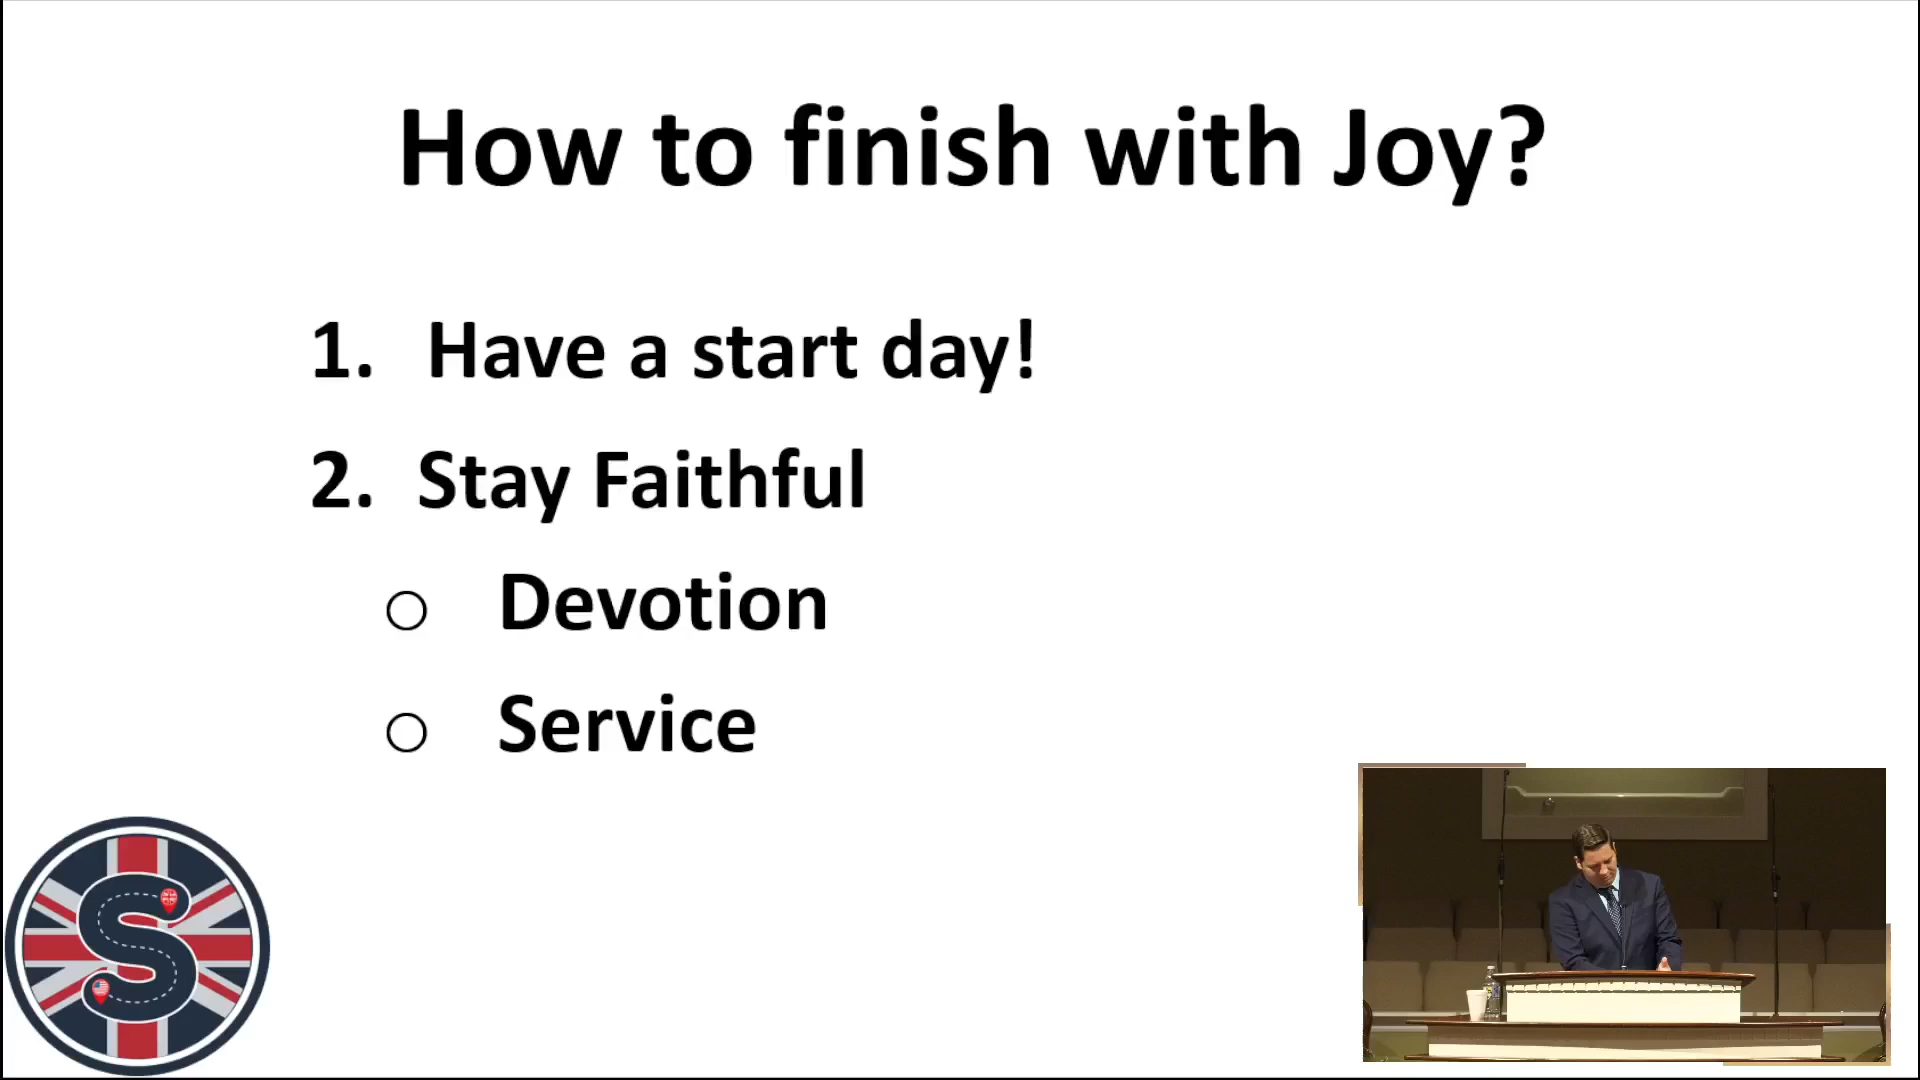 How to finish with Joy?
1. Have a start day!
2. Stay Faithful
○ Devotion
○ Service
S